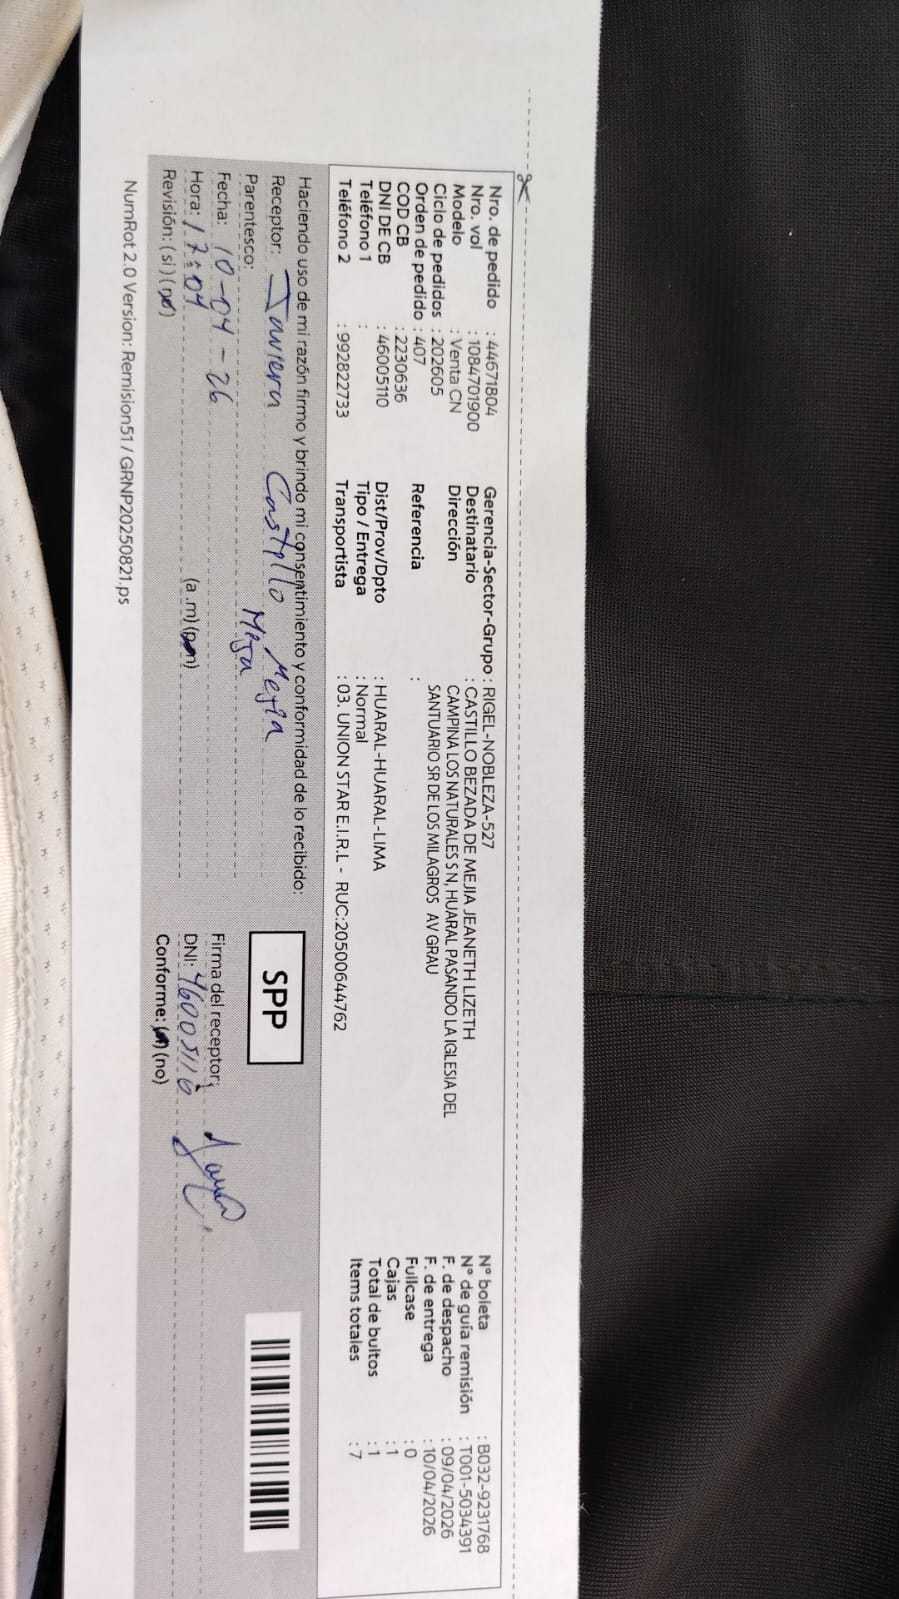 Nro. de pedido : 44671804
Nro. vol : 1084701900
Modelo : Venta CN
Ciclo de pedidos : 202605
Orden de pedido : 407
COD CB : 2230636
DNI DE CB : 46005110
Teléfono 1 :
Teléfono 2 : 992822733
Gerencia-Sector-Grupo : RIGEL-NOBLEZA-527
Destinatario : CASTILLO BEZADA DE MEJIA JEANETH LIZETH
Dirección CAMPINA LOS NATURALES S N, HUARAL PASANDO LA IGLESIA DEL
SANTUARIO SR DE LOS MILAGROS AV GRAU
Referencia :
Dist/Prov/Dpto : HUARAL-HUARAL-LIMA
Tipo / Entrega : Normal
Transportista : 03. UNION STAR E.I.R.L - RUC:20500644762
N° boleta : B032-9231768
N° de guía remisión : T001-5034391
F. de despacho : 09/04/2026
F. de entrega : 10/04/2026
Fullcase : 0
Cajas : 1
Total de bultos : 1
Items totales : 7
Haciendo uso de mi razón firmo y brindo mi consentimiento y conformidad de lo recibido:
Receptor: Javiera Castillo Mejia
Parentesco:
Fecha: 10-04-26
Hora: 17:04 (a.m)(pm)
Revisión: (si)(no)
SPP
Firma del receptor:
DNI: 46005110
Conforme: (si) (no)
NumRot 2.0 Version: Remision51 / GRNP20250821.ps